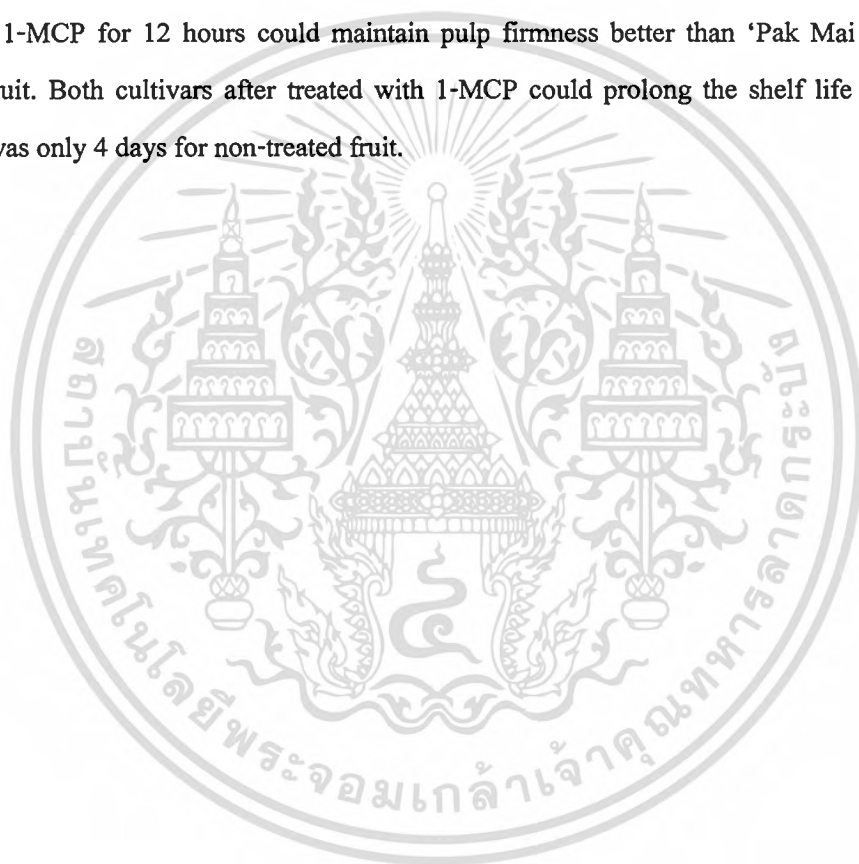 1-MCP for 12 hours could maintain pulp firmness better than ‘Pak Mai
uit. Both cultivars after treated with 1-MCP could prolong the shelf life
vas only 4 days for non-treated fruit.
สถาบันเทคโนโลยีพระจอมเกล้าเจ้าคุณทหารลาดกระบัง
๔